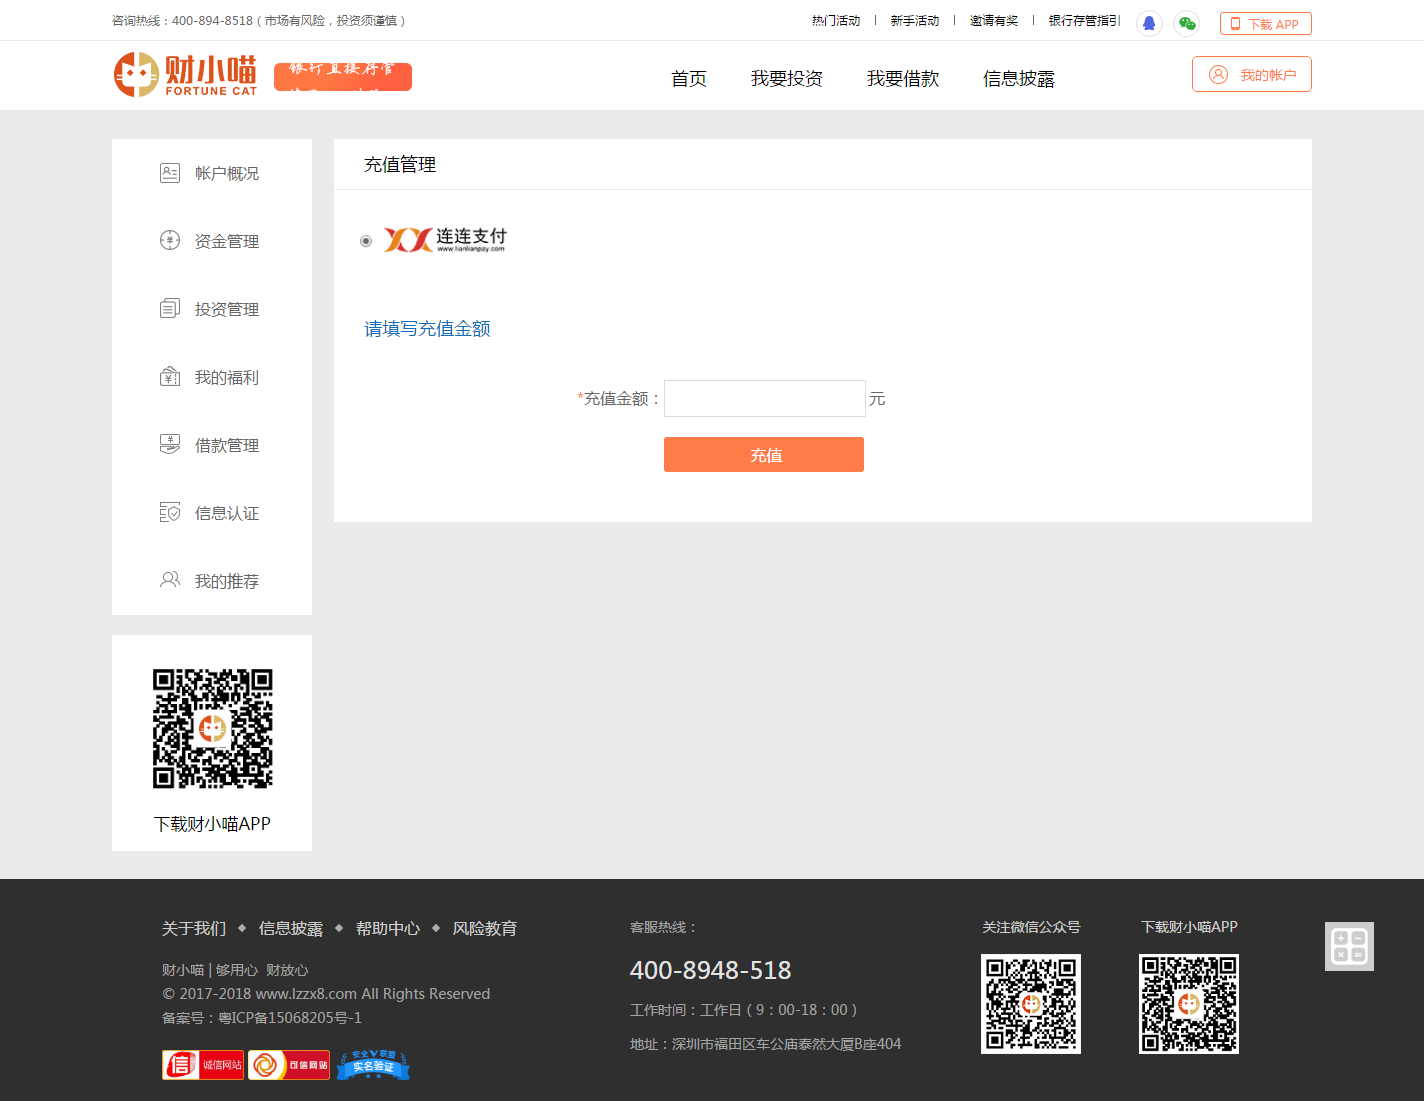 咨询热线：400-894-8518（市场有风险，投资须谨慎）
热门活动
新手活动
邀请有奖
银行存管指引
下载 APP
财小喵
FORTUNE CAT
银行直接存管
首页
我要投资
我要借款
信息披露
我的帐户
帐户概况
资金管理
投资管理
我的福利
借款管理
信息认证
我的推荐
下载财小喵APP
充值管理
连连支付
www.lianlianpay.com
请填写充值金额
*充值金额： 元
充值
关于我们 ◆ 信息披露 ◆ 帮助中心 ◆ 风险教育
财小喵 | 够用心 财放心
© 2017-2018 www.lzzx8.com All Rights Reserved
备案号：粤ICP备15068205号-1
信 诚信网站
可信网站
安全V联盟
实名验证
客服热线：
400-8948-518
工作时间：工作日（9：00-18：00）
地址：深圳市福田区车公庙泰然大厦B座404
关注微信公众号
下载财小喵APP